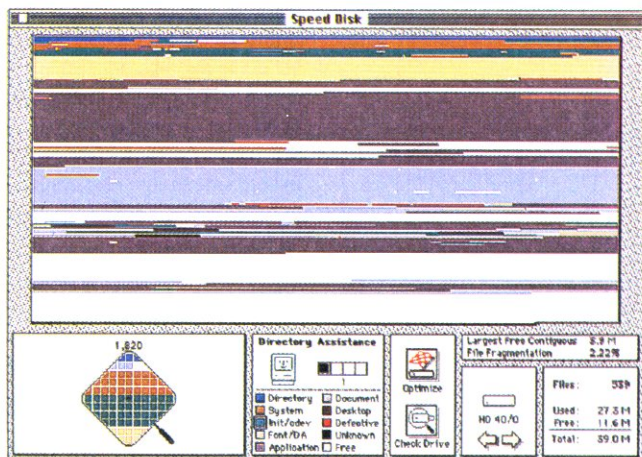 Speed Disk
1,820
Directory Assistance
1
Directory
Document
System
Desktop
Init/cdev
Defective
Font/DA
Unknown
Application
Free
Optimize
Check Drive
Largest Free Contiguous 8.9 M
File Fragmentation 2.22%
HD 40/0
Files: 589
Used: 27.3 M
Free: 11.6 M
Total: 39.0 M